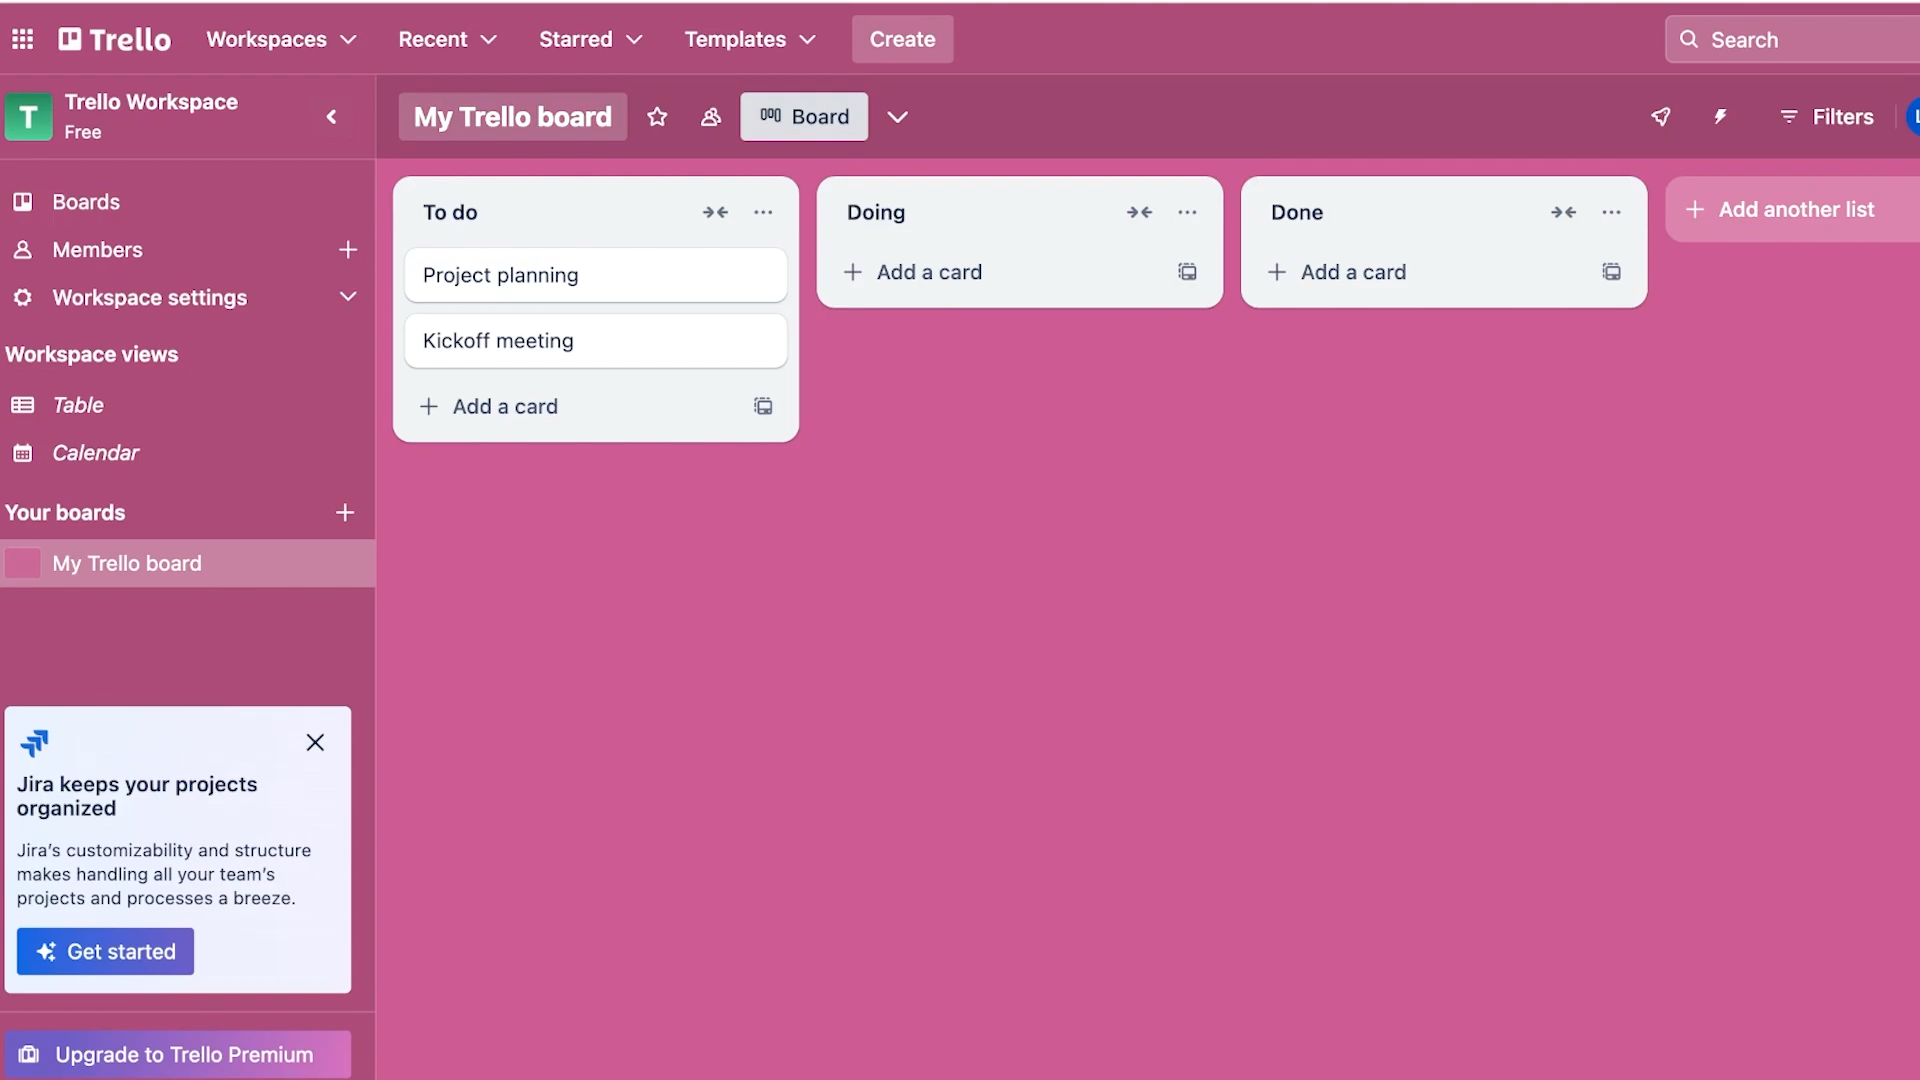 Trello
Workspaces
Recent
Starred
Templates
Create
Search
T
Trello Workspace
Free
My Trello board
Board
Filters
Boards
Members
Workspace settings
Workspace views
Table
Calendar
Your boards
My Trello board
To do
Project planning
Kickoff meeting
Add a card
Doing
Add a card
Done
Add a card
Add another list
Jira keeps your projects
organized
Jira's customizability and structure
makes handling all your team's
projects and processes a breeze.
Get started
Upgrade to Trello Premium